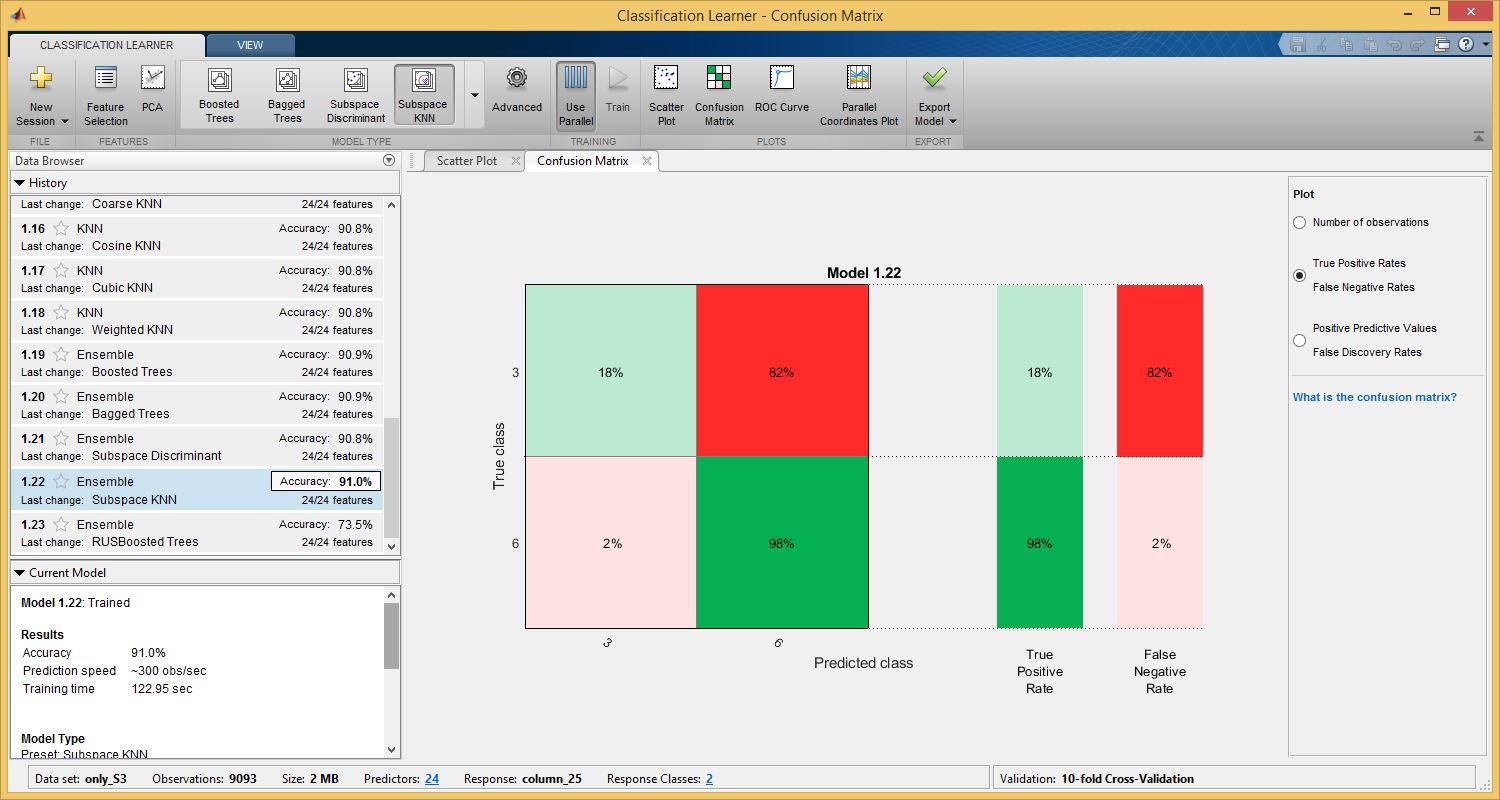 Classification Learner - Confusion Matrix
CLASSIFICATION LEARNER
VIEW
New
Session
Feature
Selection
PCA
Boosted
Trees
Bagged
Trees
Subspace
Discriminant
Subspace
KNN
Advanced
Use
Parallel
Train
Scatter
Plot
Confusion
Matrix
ROC Curve
Parallel
Coordinates Plot
Export
Model
FILE
FEATURES
MODEL TYPE
TRAINING
PLOTS
EXPORT
Data Browser
Scatter Plot
Confusion Matrix
History
Last change: Coarse KNN 24/24 features
1.16 KNN Accuracy: 90.8%
Last change: Cosine KNN 24/24 features
1.17 KNN Accuracy: 90.8%
Last change: Cubic KNN 24/24 features
1.18 KNN Accuracy: 90.8%
Last change: Weighted KNN 24/24 features
1.19 Ensemble Accuracy: 90.9%
Last change: Boosted Trees 24/24 features
1.20 Ensemble Accuracy: 90.9%
Last change: Bagged Trees 24/24 features
1.21 Ensemble Accuracy: 90.8%
Last change: Subspace Discriminant 24/24 features
1.22 Ensemble Accuracy: 91.0%
Last change: Subspace KNN 24/24 features
1.23 Ensemble Accuracy: 73.5%
Last change: RUSBoosted Trees 24/24 features
Current Model
Model 1.22: Trained
Results
Accuracy 91.0%
Prediction speed ~300 obs/sec
Training time 122.95 sec
Model Type
Preset: Subspace KNN
Model 1.22
True class
3
18%
82%
18%
82%
6
2%
98%
98%
2%
3
6
Predicted class
True
Positive
Rate
False
Negative
Rate
Plot
Number of observations
True Positive Rates
False Negative Rates
Positive Predictive Values
False Discovery Rates
What is the confusion matrix?
Data set: only_S3 Observations: 9093 Size: 2 MB Predictors: 24 Response: column_25 Response Classes: 2
Validation: 10-fold Cross-Validation